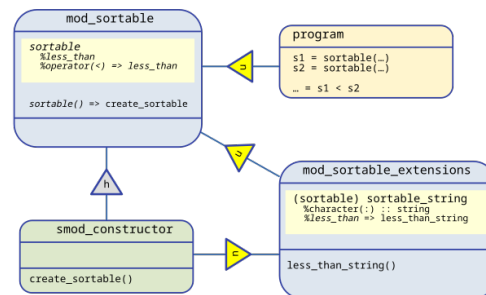 mod_sortable
sortable
%less_than
%operator(<) => less_than
sortable() => create_sortable
program
s1 = sortable(…)
s2 = sortable(…)
… = s1 < s2
u
u
h
mod_sortable_extensions
(sortable) sortable_string
%character(:) :: string
%less_than => less_than_string
less_than_string()
smod_constructor
create_sortable()
u